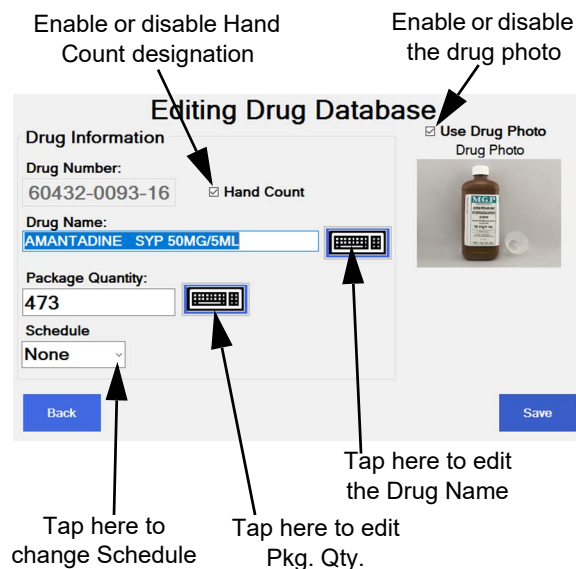 Enable or disable Hand
Count designation
Enable or disable
the drug photo
Editing Drug Database
Drug Information
Use Drug Photo
Drug Photo
Drug Number:
60432-0093-16
Hand Count
MGP
Drug Name:
AMANTADINE SYP 50MG/5ML
Package Quantity:
473
Schedule
None
Back
Save
Tap here to edit
the Drug Name
Tap here to
change Schedule
Tap here to edit
Pkg. Qty.